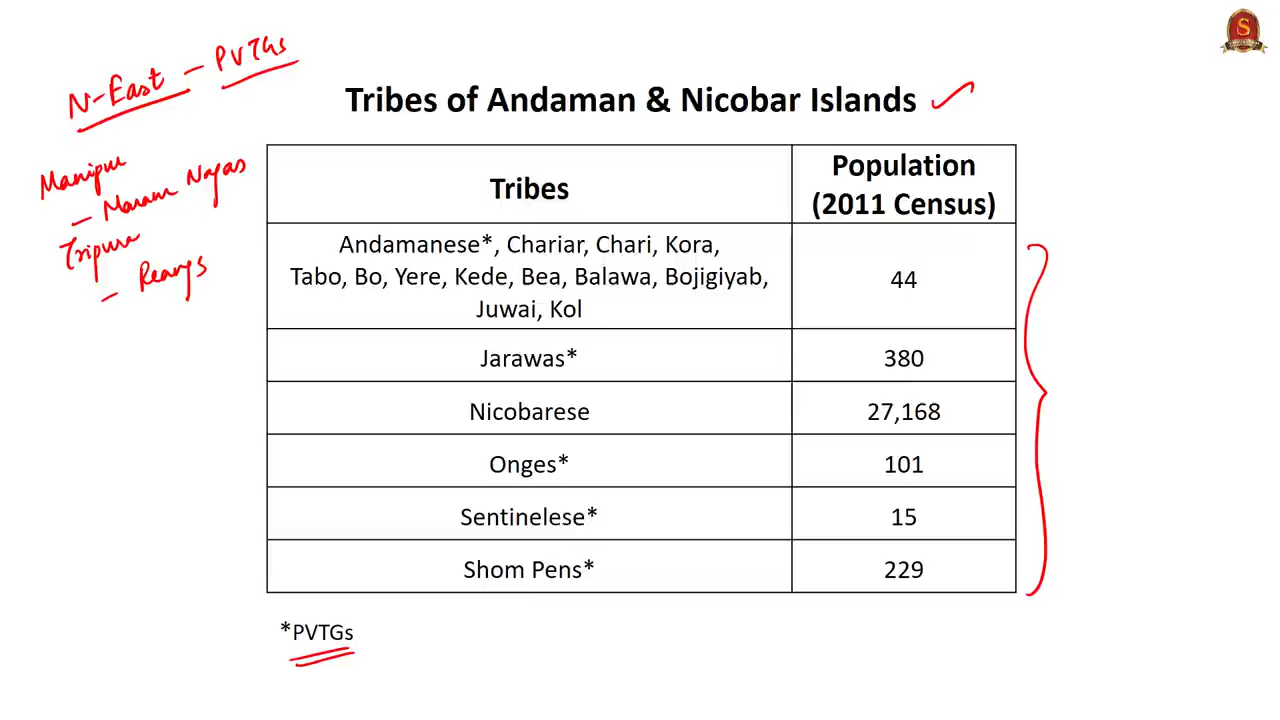 N-East – PVTGs
Manipur
– Maram Nagas
Tripura
– Reangs
S
Tribes of Andaman & Nicobar Islands
Tribes
Population
(2011 Census)
Andamanese*, Chariar, Chari, Kora,
Tabo, Bo, Yere, Kede, Bea, Balawa, Bojigiyab,
Juwai, Kol
44
Jarawas*
380
Nicobarese
27,168
Onges*
101
Sentinelese*
15
Shom Pens*
229
*PVTGs